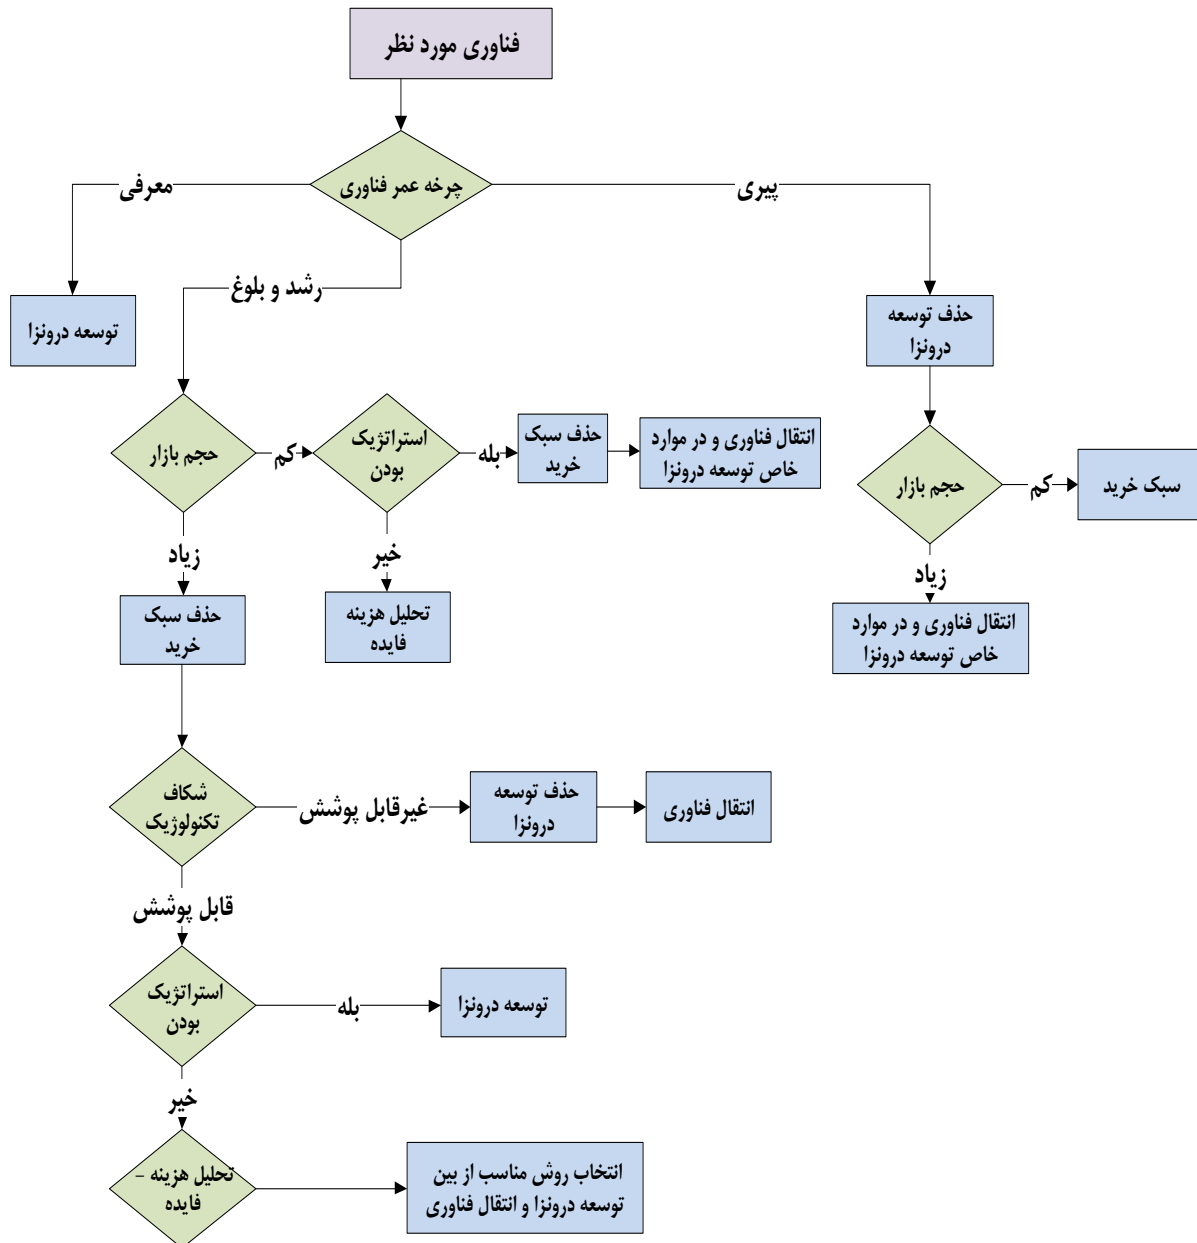 فناوری مورد نظر
چرخه عمر فناوری
پیری
معرفی
رشد و بلوغ
حذف توسعه
درونزا
توسعه درونزا
حجم بازار
کم
استراتژیک
بودن
بله
حذف سبک
خرید
انتقال فناوری و در موارد
خاص توسعه درونزا
حجم بازار
کم
سبک خرید
زیاد
خیر
زیاد
حذف سبک
خرید
تحلیل هزینه
فایده
انتقال فناوری و در موارد
خاص توسعه درونزا
شکاف
تکنولوژیک
غیرقابل پوشش
حذف توسعه
درونزا
انتقال فناوری
قابل پوشش
استراتژیک
بودن
بله
توسعه درونزا
خیر
تحلیل هزینه –
فایده
انتخاب روش مناسب از بین
توسعه درونزا و انتقال فناوری